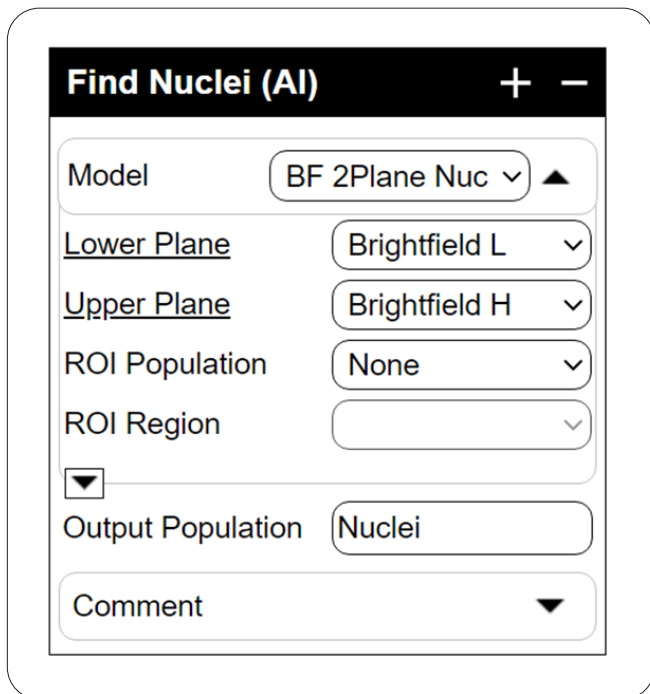 Find Nuclei (AI) + −
Model BF 2Plane Nuc
Lower Plane Brightfield L
Upper Plane Brightfield H
ROI Population None
ROI Region
Output Population Nuclei
Comment